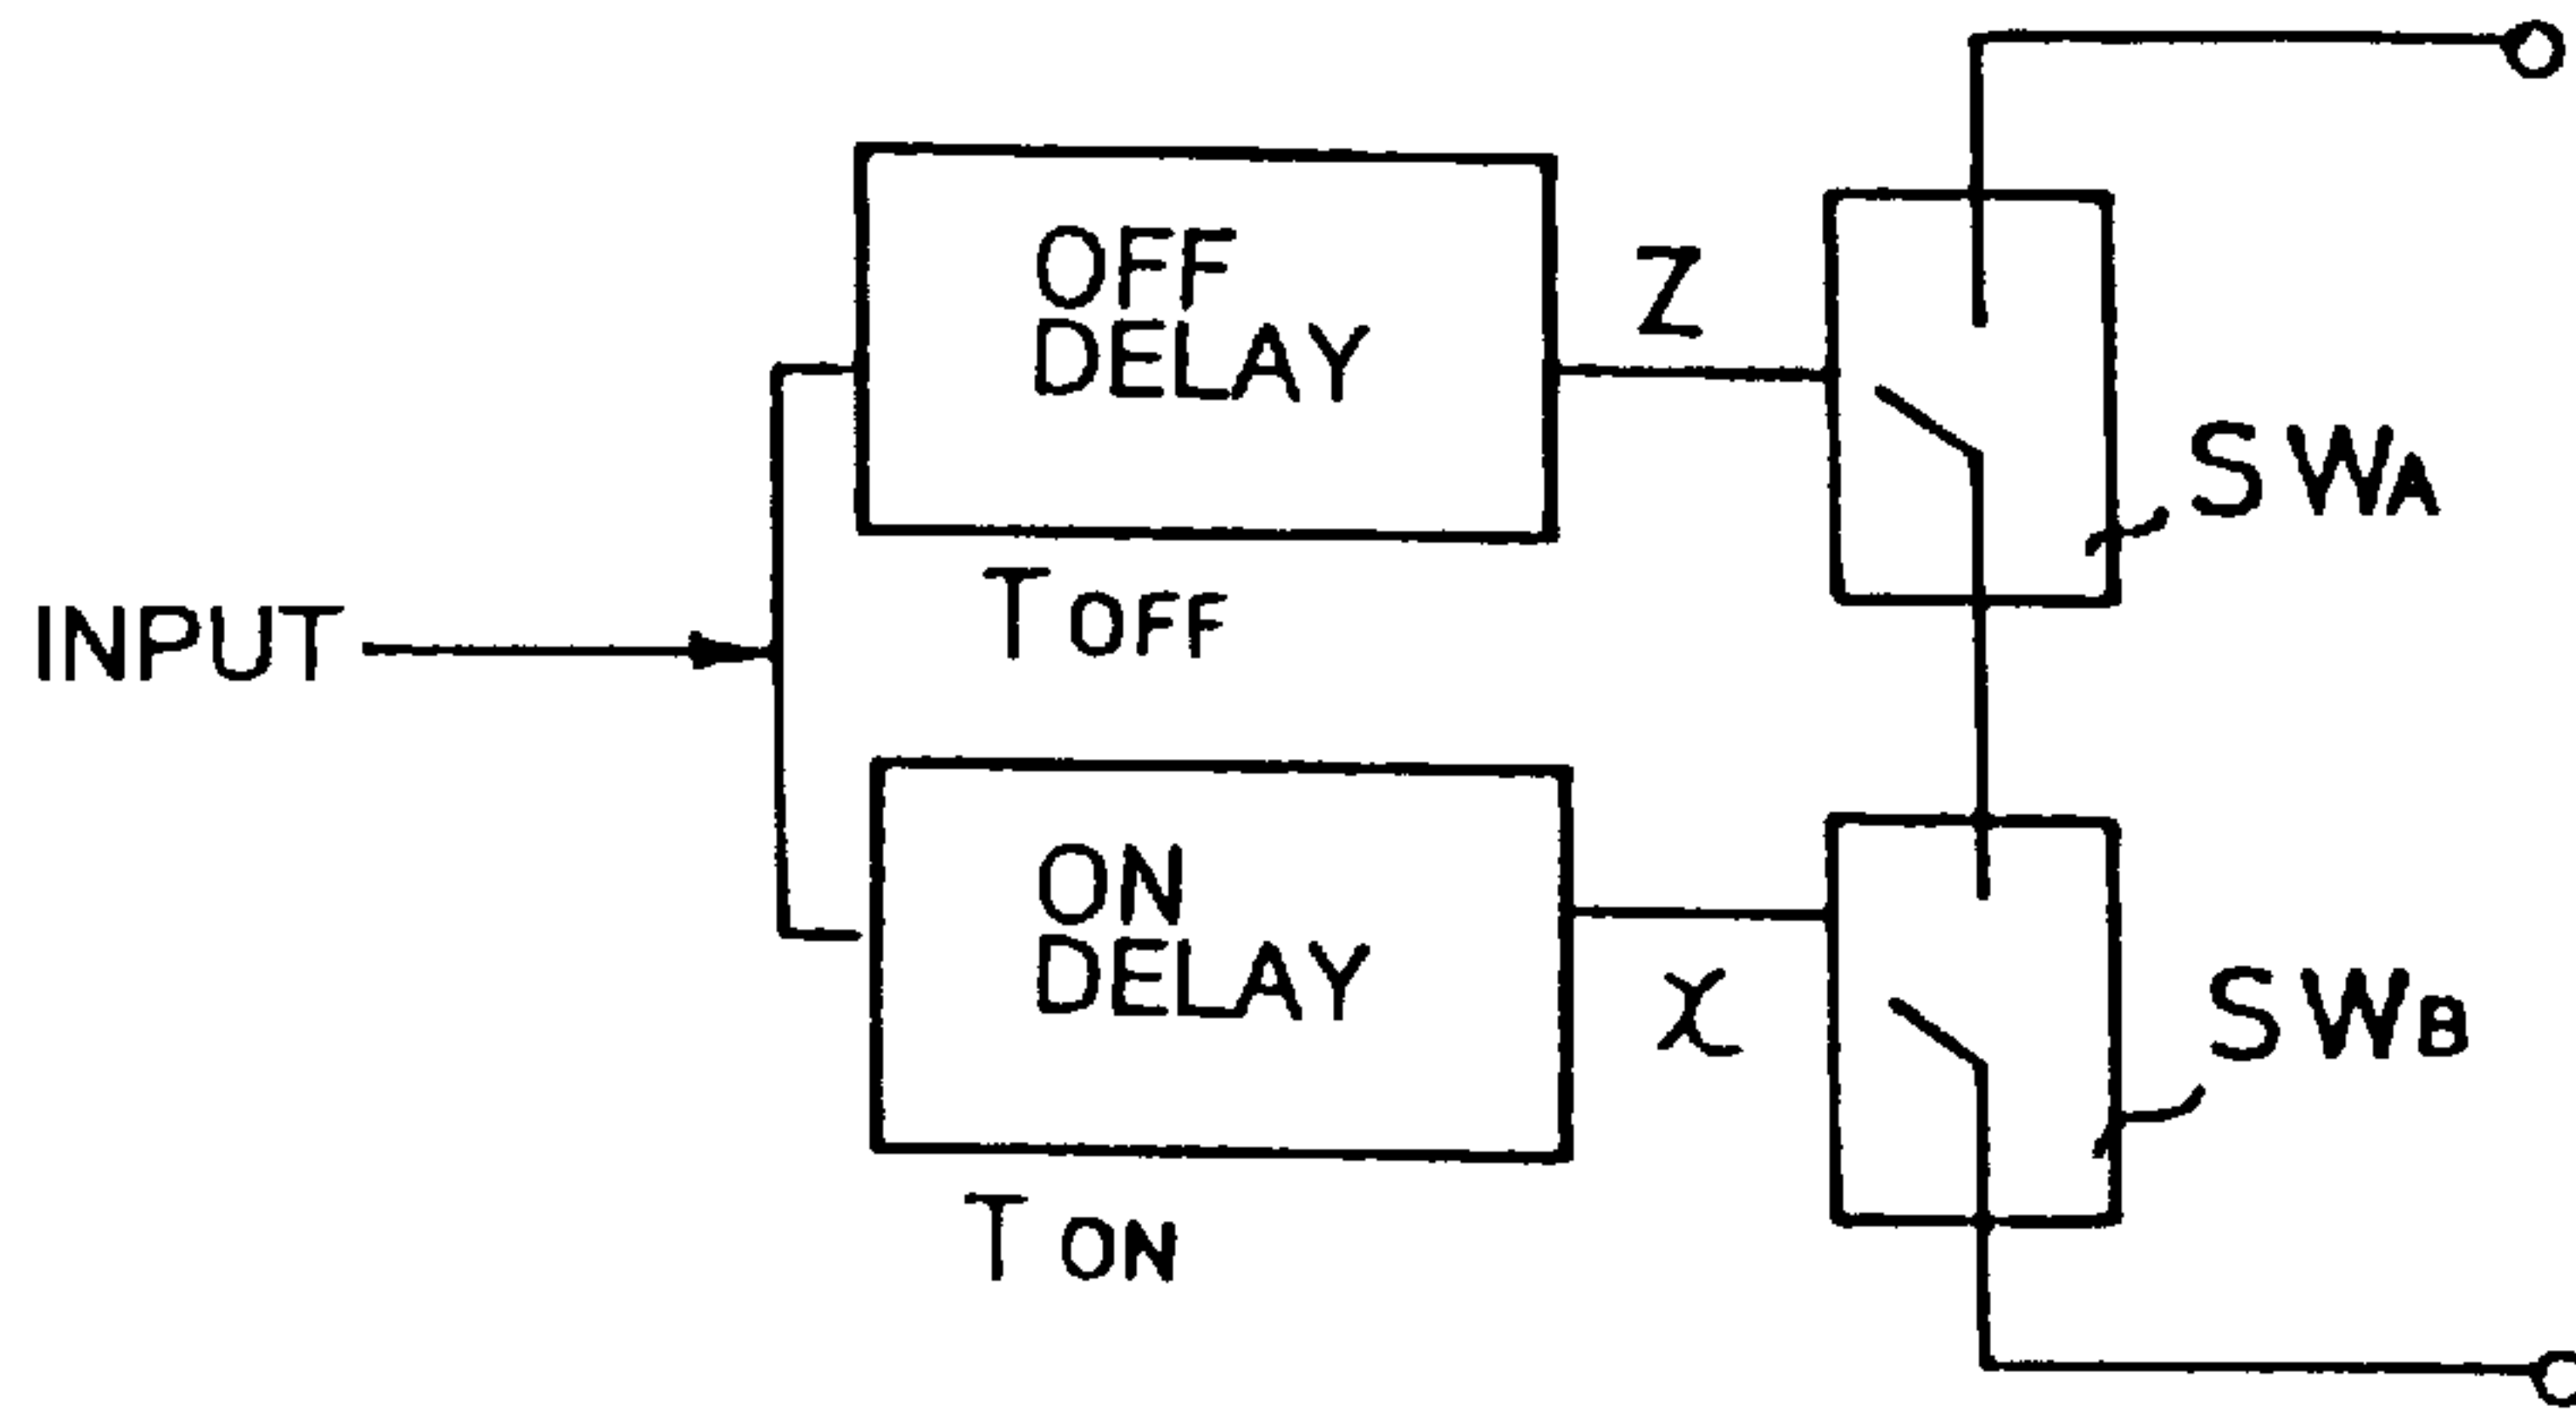 OFF
DELAY
Z
SWA
INPUT
TOFF
ON
DELAY
X
SWB
TON